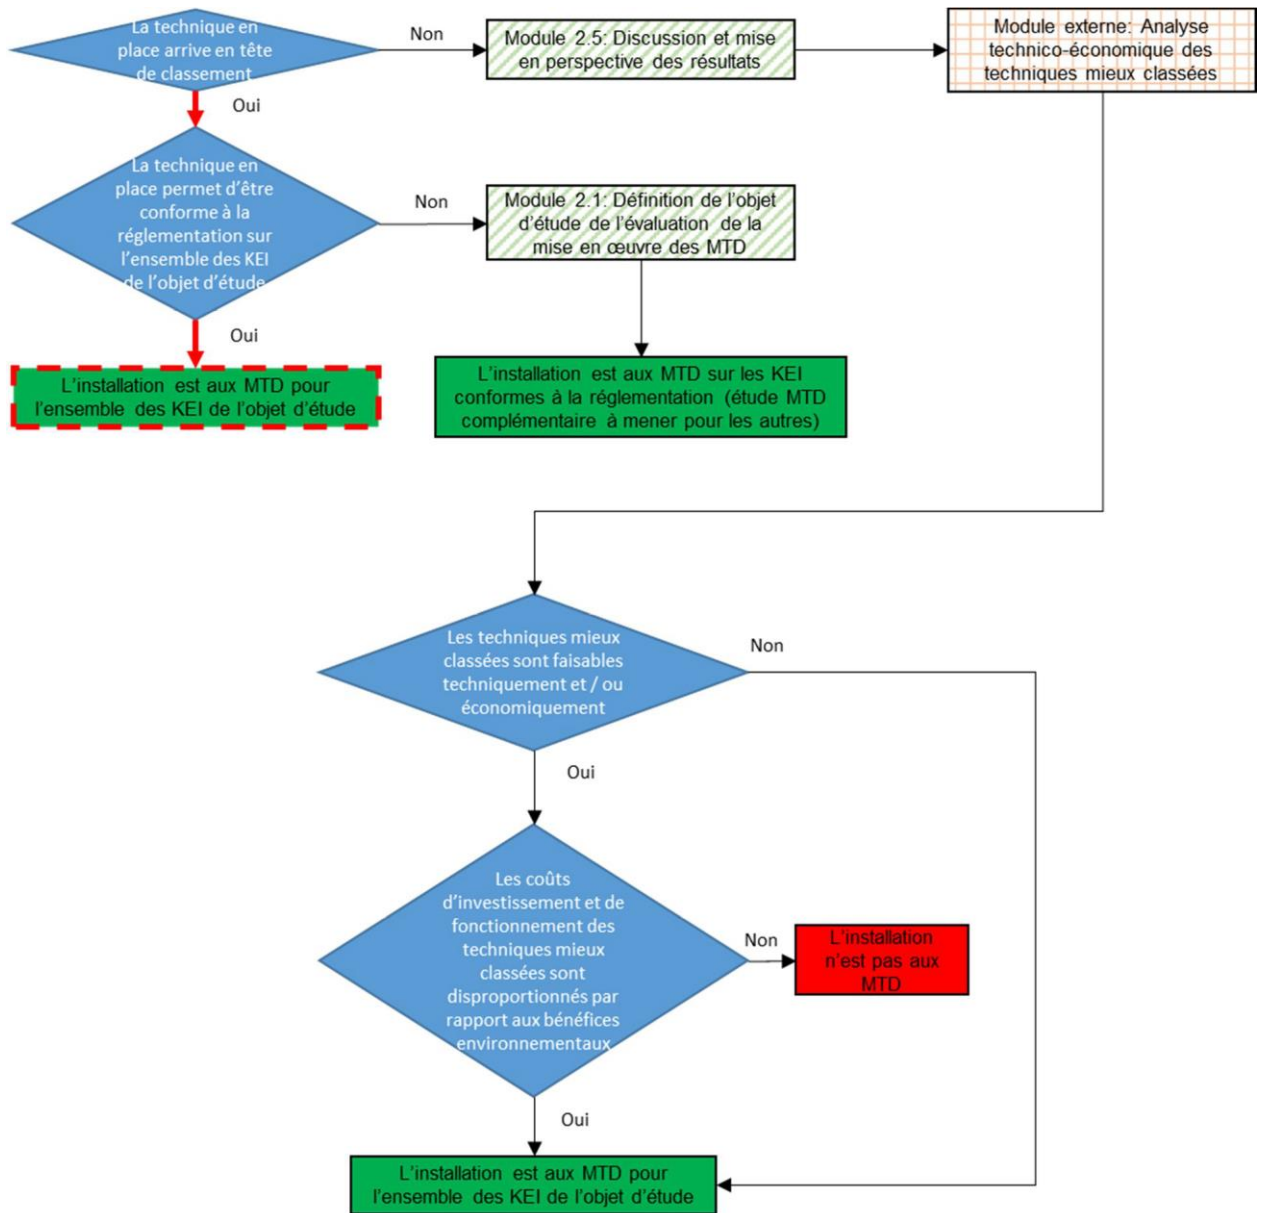 La technique en
place arrive en tête
de classement
Non
Module 2.5: Discussion et mise
en perspective des résultats
Module externe: Analyse
technico-économique des
techniques mieux classées
Oui
La technique en
place permet d'être
conforme à la
réglementation sur
l'ensemble des KEI
de l'objet d'étude
Non
Module 2.1: Définition de l'objet
d'étude de l'évaluation de la
mise en œuvre des MTD
Oui
L'installation est aux MTD pour
l'ensemble des KEI de l'objet d'étude
L'installation est aux MTD sur les KEI
conformes à la réglementation (étude MTD
complémentaire à mener pour les autres)
Les techniques mieux
classées sont faisables
techniquement et / ou
économiquement
Non
Oui
Les coûts
d'investissement et de
fonctionnement des
techniques mieux
classées sont
disproportionnés par
rapport aux bénéfices
environnementaux
Non
L'installation
n'est pas aux
MTD
Oui
L'installation est aux MTD pour
l'ensemble des KEI de l'objet d'étude